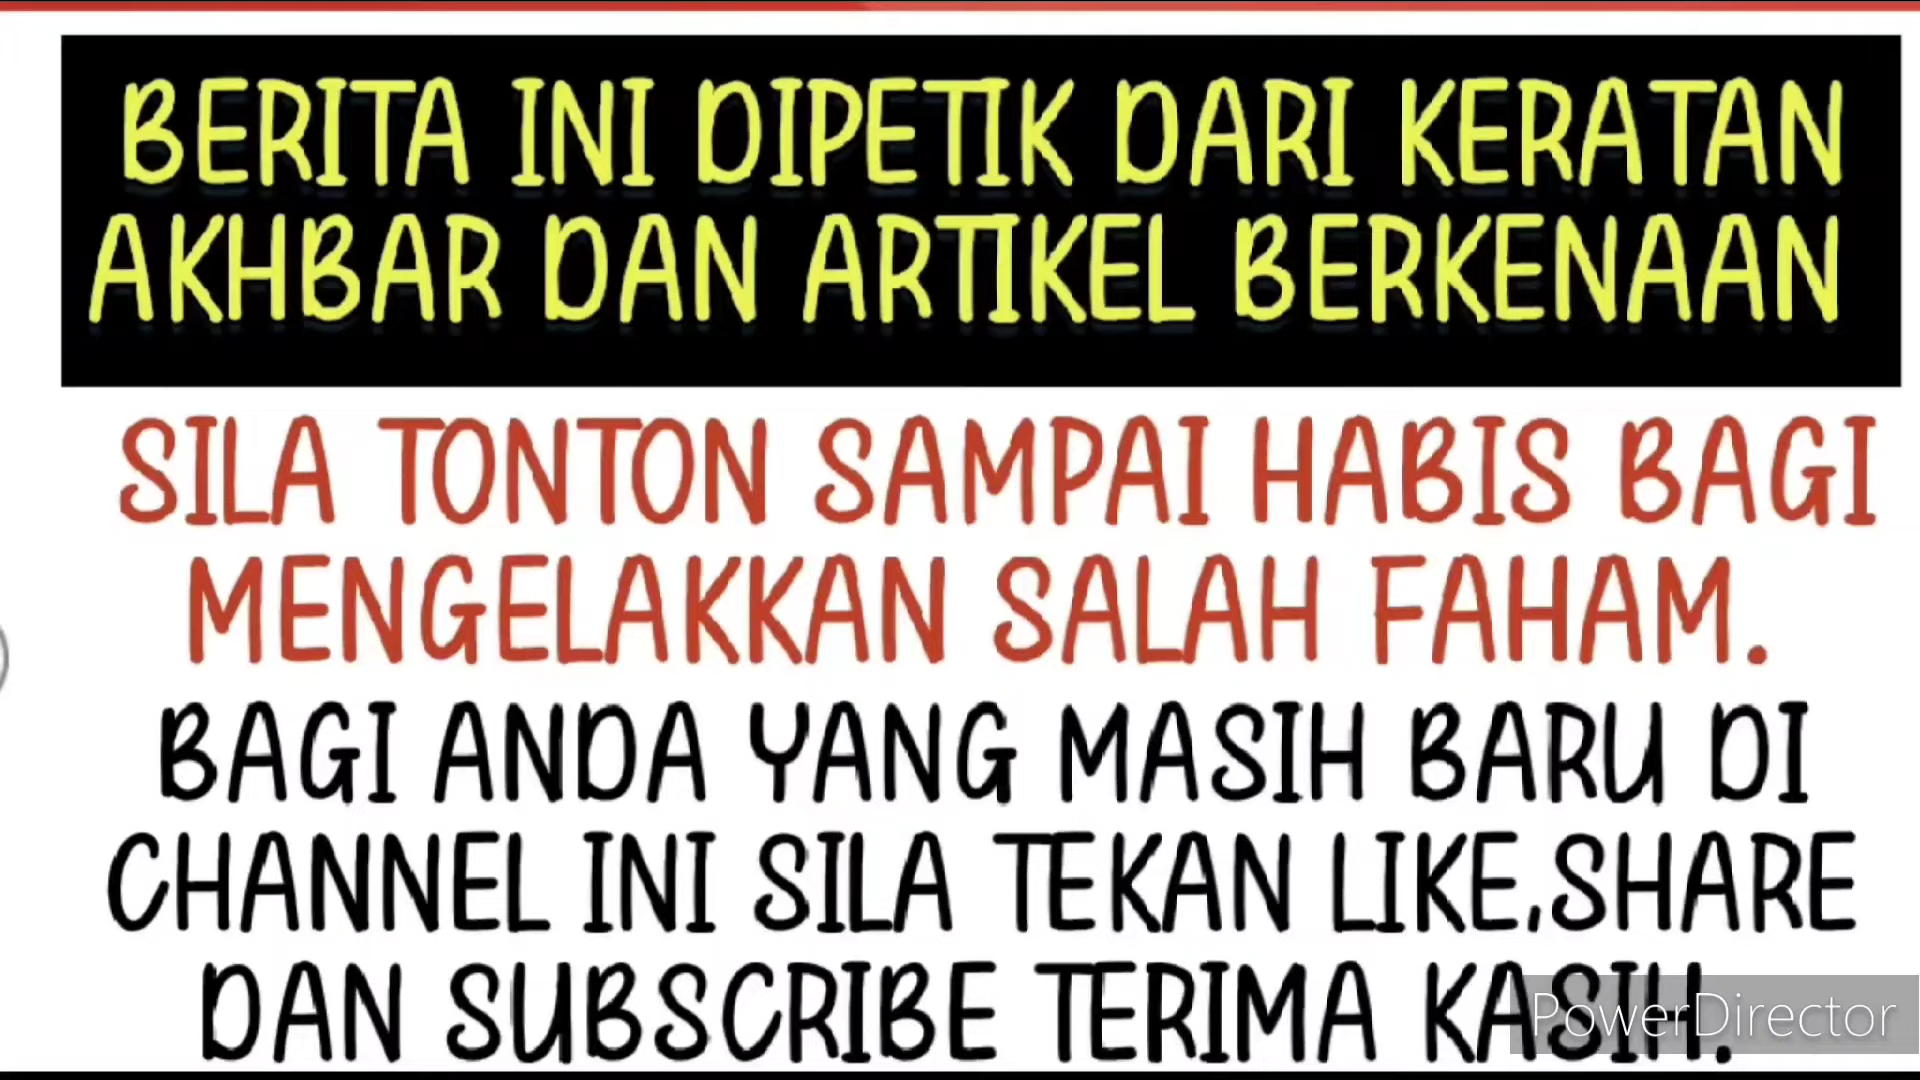 BERITA INI DIPETIK DARI KERATAN
AKHBAR DAN ARTIKEL BERKENAAN
SILA TONTON SAMPAI HABIS BAGI
MENGELAKKAN SALAH FAHAM.
BAGI ANDA YANG MASIH BARU DI
CHANNEL INI SILA TEKAN LIKE,SHARE
DAN SUBSCRIBE TERIMA KASIH.
PowerDirector